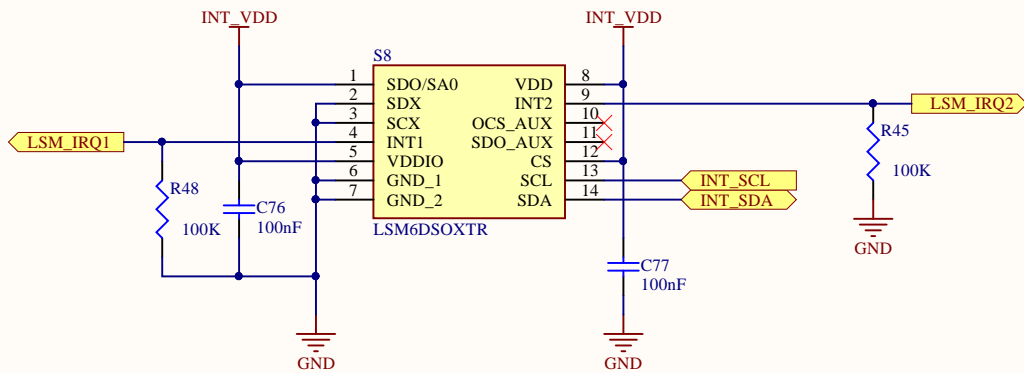 INT_VDD
INT_VDD
S8
1 SDO/SA0 VDD 8
2 SDX INT2 9 LSM_IRQ2
3 SCX OCS_AUX 10
LSM_IRQ1 4 INT1 SDO_AUX 11
5 VDDIO CS 12
6 GND_1 SCL 13 INT_SCL
7 GND_2 SDA 14 INT_SDA
LSM6DSOXTR
R48
100K
C76
100nF
R45
100K
GND
C77
100nF
GND
GND